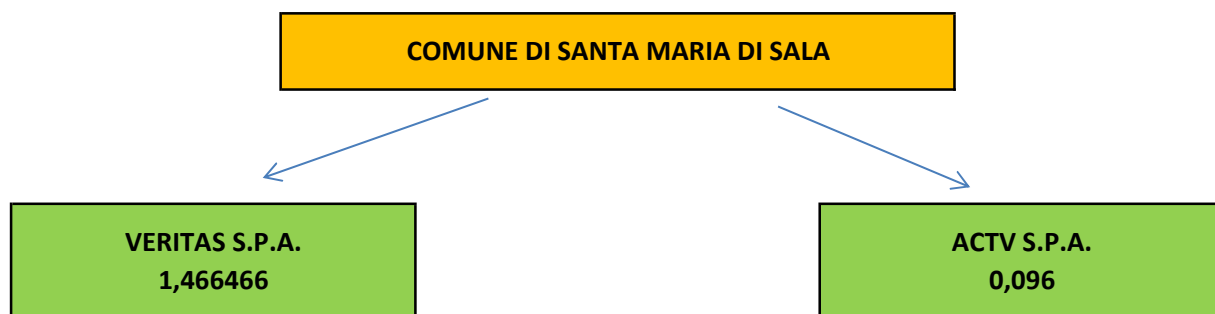 COMUNE DI SANTA MARIA DI SALA
VERITAS S.P.A.
1,466466
ACTV S.P.A.
0,096